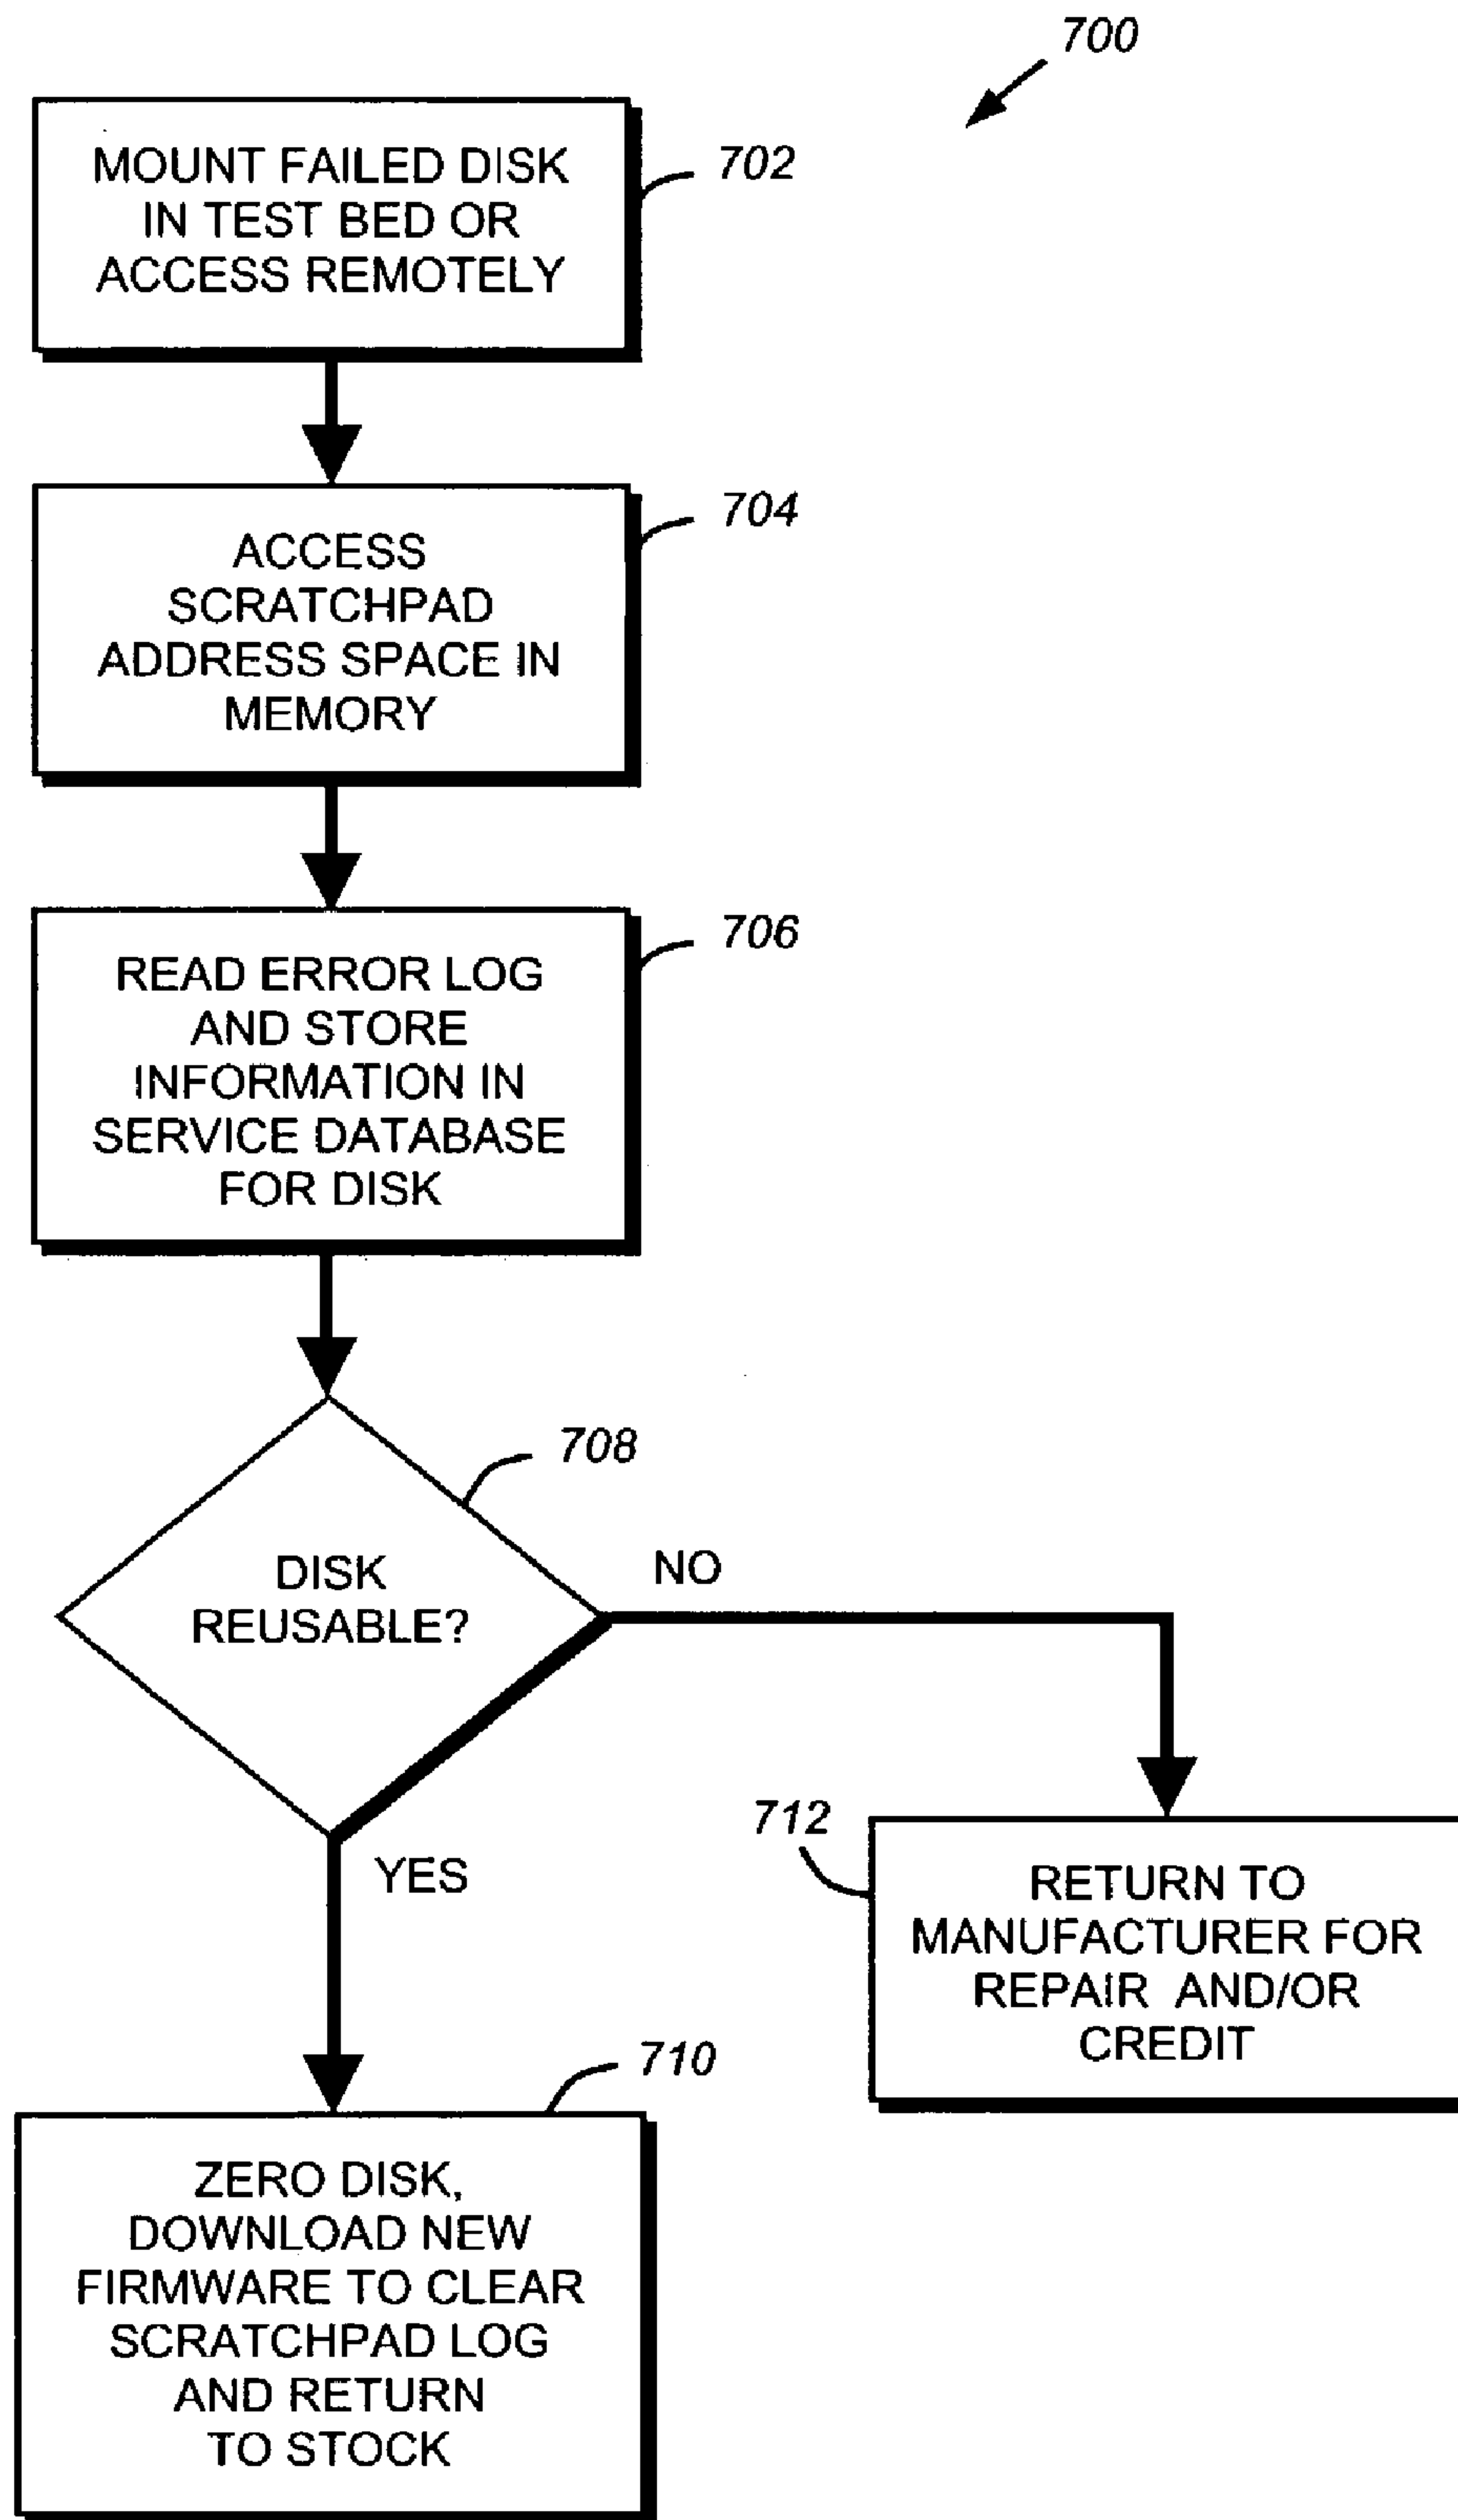 700
MOUNT FAILED DISK
IN TEST BED OR
ACCESS REMOTELY
702
ACCESS
SCRATCHPAD
ADDRESS SPACE IN
MEMORY
704
READ ERROR LOG
AND STORE
INFORMATION IN
SERVICE DATABASE
FOR DISK
706
DISK
REUSABLE?
708
NO
YES
712
RETURN TO
MANUFACTURER FOR
REPAIR AND/OR
CREDIT
710
ZERO DISK,
DOWNLOAD NEW
FIRMWARE TO CLEAR
SCRATCHPAD LOG
AND RETURN
TO STOCK